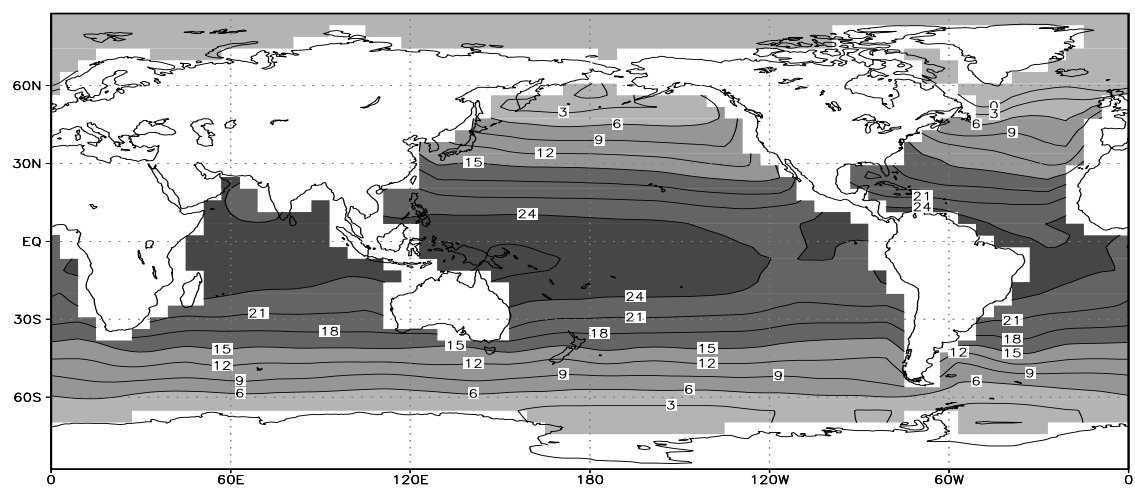 60N
30N
EQ
30S
60S
0 60E 120E 180 120W 60W 0
3 6 9 12 15 24
0 3 6 9 21 24
24 21 18 15 12 9 6 3
21 18 15 12 9 6
15 12 6
21 18 15 12 9 6